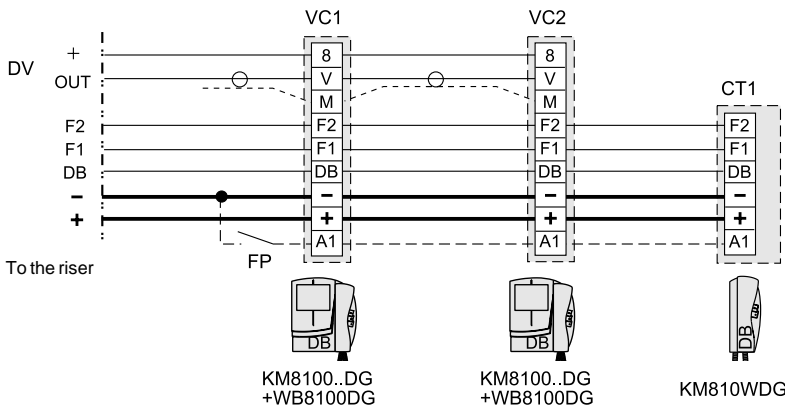 VC1
VC2
CT1
DV
+
OUT
F2
F1
DB
−
+
To the riser
8
V
M
F2
F1
DB
−
+
A1
FP
8
V
M
F2
F1
DB
−
+
A1
F2
F1
DB
−
+
A1
DB
DB
DB
KM8100..DG
+WB8100DG
KM8100..DG
+WB8100DG
KM810WDG